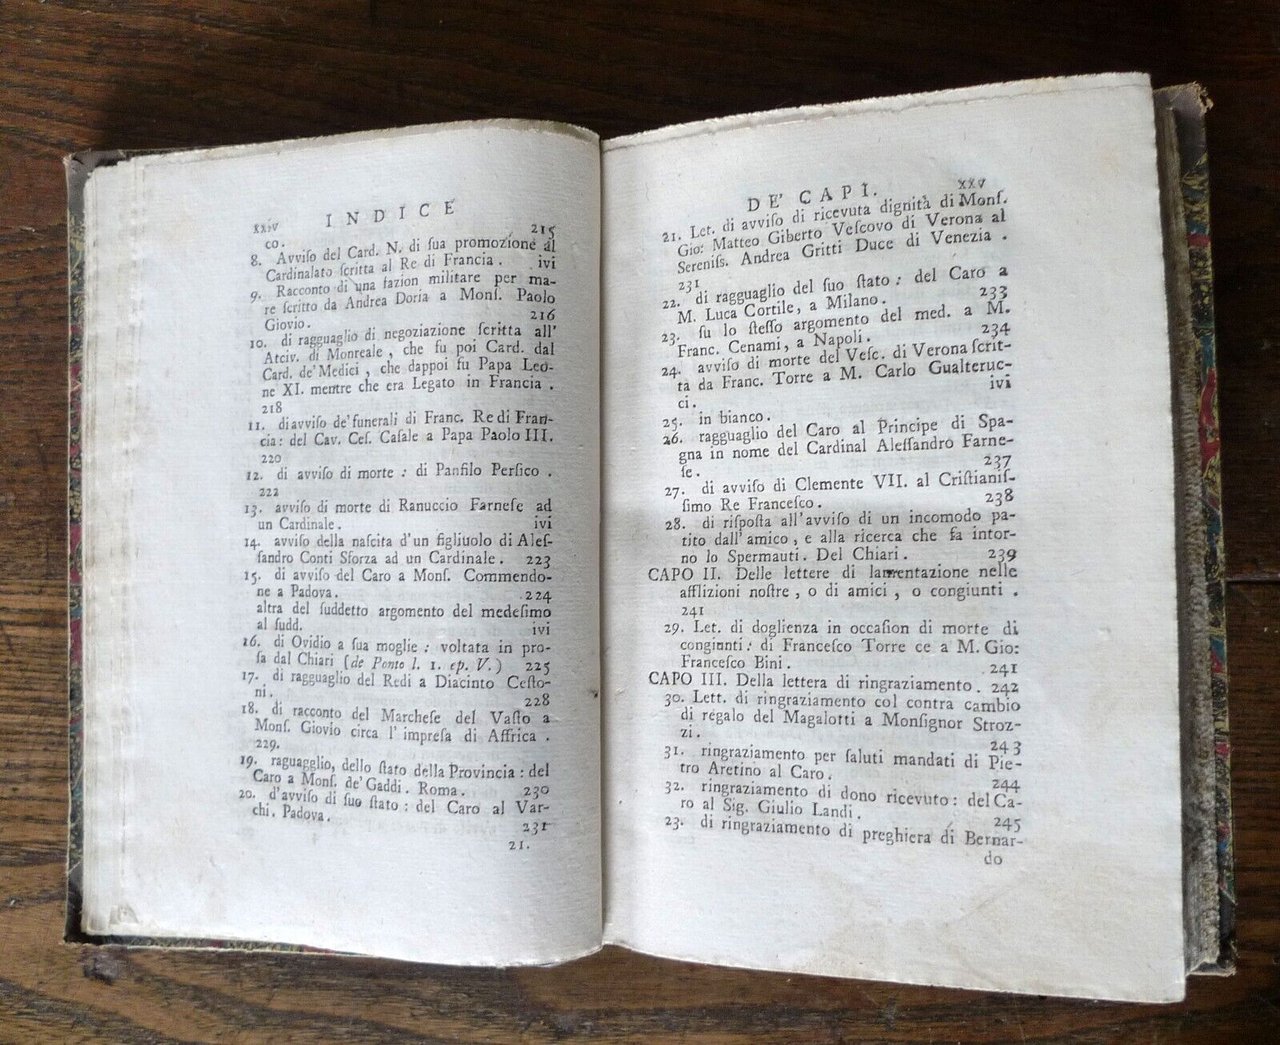 xxiv INDICE
co. 215
8. Avviſo del Card. N. di ſua promozione al
Cardinalato ſcritta al Re di Francia. ivi
9. Racconto di una fazion militare per ma-
re ſcritto da Andrea Doria a Monſ. Paolo
Giovio. 216
10. di ragguaglio di negoziazione ſcritta all'
Atciv. di Monreale, che fu poi Card. dal
Card. de' Medici, che dappoi fu Papa Leo-
ne XI. mentre che era Legato in Francia.
218
11. di avviſo de' funerali di Franc. Re di Fran-
cia: del Cav. Ceſ. Caſale a Papa Paolo III.
220
12. di avviſo di morte: di Panfilo Perſico.
222
13. avviſo di morte di Ranuccio Farneſe ad
un Cardinale. ivi
14. avviſo della naſcita d'un figliuolo di Aleſ-
ſandro Conti Sforza ad un Cardinale. 223
15. di avviſo del Caro a Monſ. Commendo-
ne a Padova. 224
altra del ſuddetto argomento del medeſimo
al ſudd. ivi
16. di Ovidio a ſua moglie: voltata in pro-
ſa dal Chiari (de Ponto l. 1. ep. V.) 225
17. di ragguaglio del Redi a Diacinto Ceſto-
ni. 228
18. di racconto del Marcheſe del Vaſto a
Monſ. Giovio circa l'impreſa di Affrica.
229.
19. raguagglio, dello ſtato della Provincia: del
Caro a Monſ. de' Gaddi. Roma. 230
20. d'avviſo di ſuo ſtato: del Caro al Var-
chi. Padova. 231
21.
DE' CAPI. xxv
21. Let. di avviſo di ricevuta dignità di Monſ.
Gio: Matteo Giberto Veſcovo di Verona al
Sereniſs. Andrea Gritti Duce di Venezia.
231
22. di ragguaglio del ſuo ſtato: del Caro a
M. Luca Cortile, a Milano. 233
23. ſu lo ſteſſo argomento del med. a M.
Franc. Cenami, a Napoli. 234
24. avviſo di morte del Veſc. di Verona ſcrit-
ta da Franc. Torre a M. Carlo Gualteruc-
ci. ivi
25. in bianco.
26. ragguaglio del Caro al Principe di Spa-
gna in nome del Cardinal Aleſſandro Farne-
ſe. 237
27. di avviſo di Clemente VII. al Criſtianiſ-
ſimo Re Franceſco. 238
28. di riſpoſta all'avviſo di un incomodo pa-
tito dall'amico, e alla ricerca che fa intor-
no lo Spermauti. Del Chiari. 239
CAPO II. Delle lettere di lamentazione nelle
afflizioni noſtre, o di amici, o congiunti.
241
29. Let. di doglienza in occaſion di morte di
congiunti: di Franceſco Torre ce a M. Gio:
Franceſco Bini. 241
CAPO III. Della lettera di ringraziamento. 242
30. Lett. di ringraziamento col contra cambio
di regalo del Magalotti a Monſignor Stroz-
zi. 243
31. ringraziamento per ſaluti mandati di Pie-
tro Aretino al Caro. 244
32. ringraziamento di dono ricevuto: del Ca-
ro al Sig. Giulio Landi. 245
23. di ringraziamento di preghiera di Bernar-
do